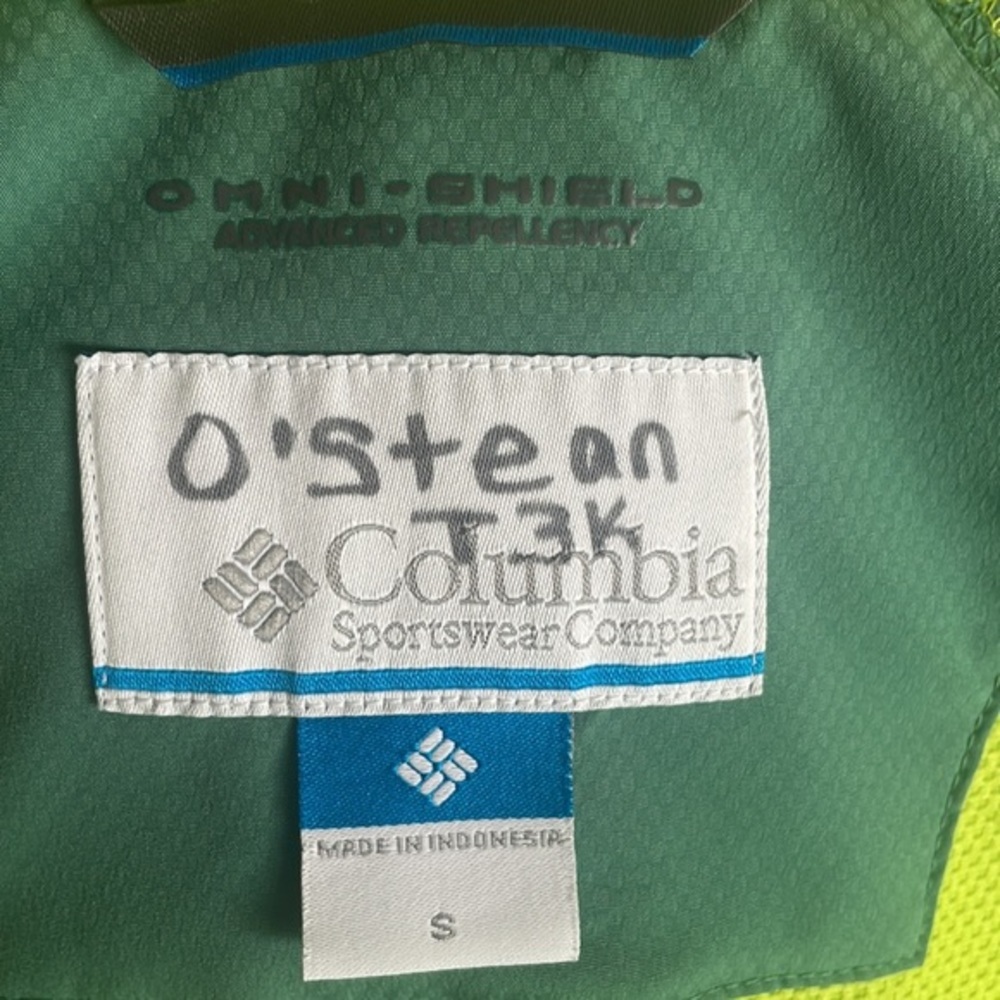 OMNI-SHIELD
ADVANCED REPELLENCY
O'Stean
T3K
Columbia
Sportswear Company
MADE IN INDONESIA
S